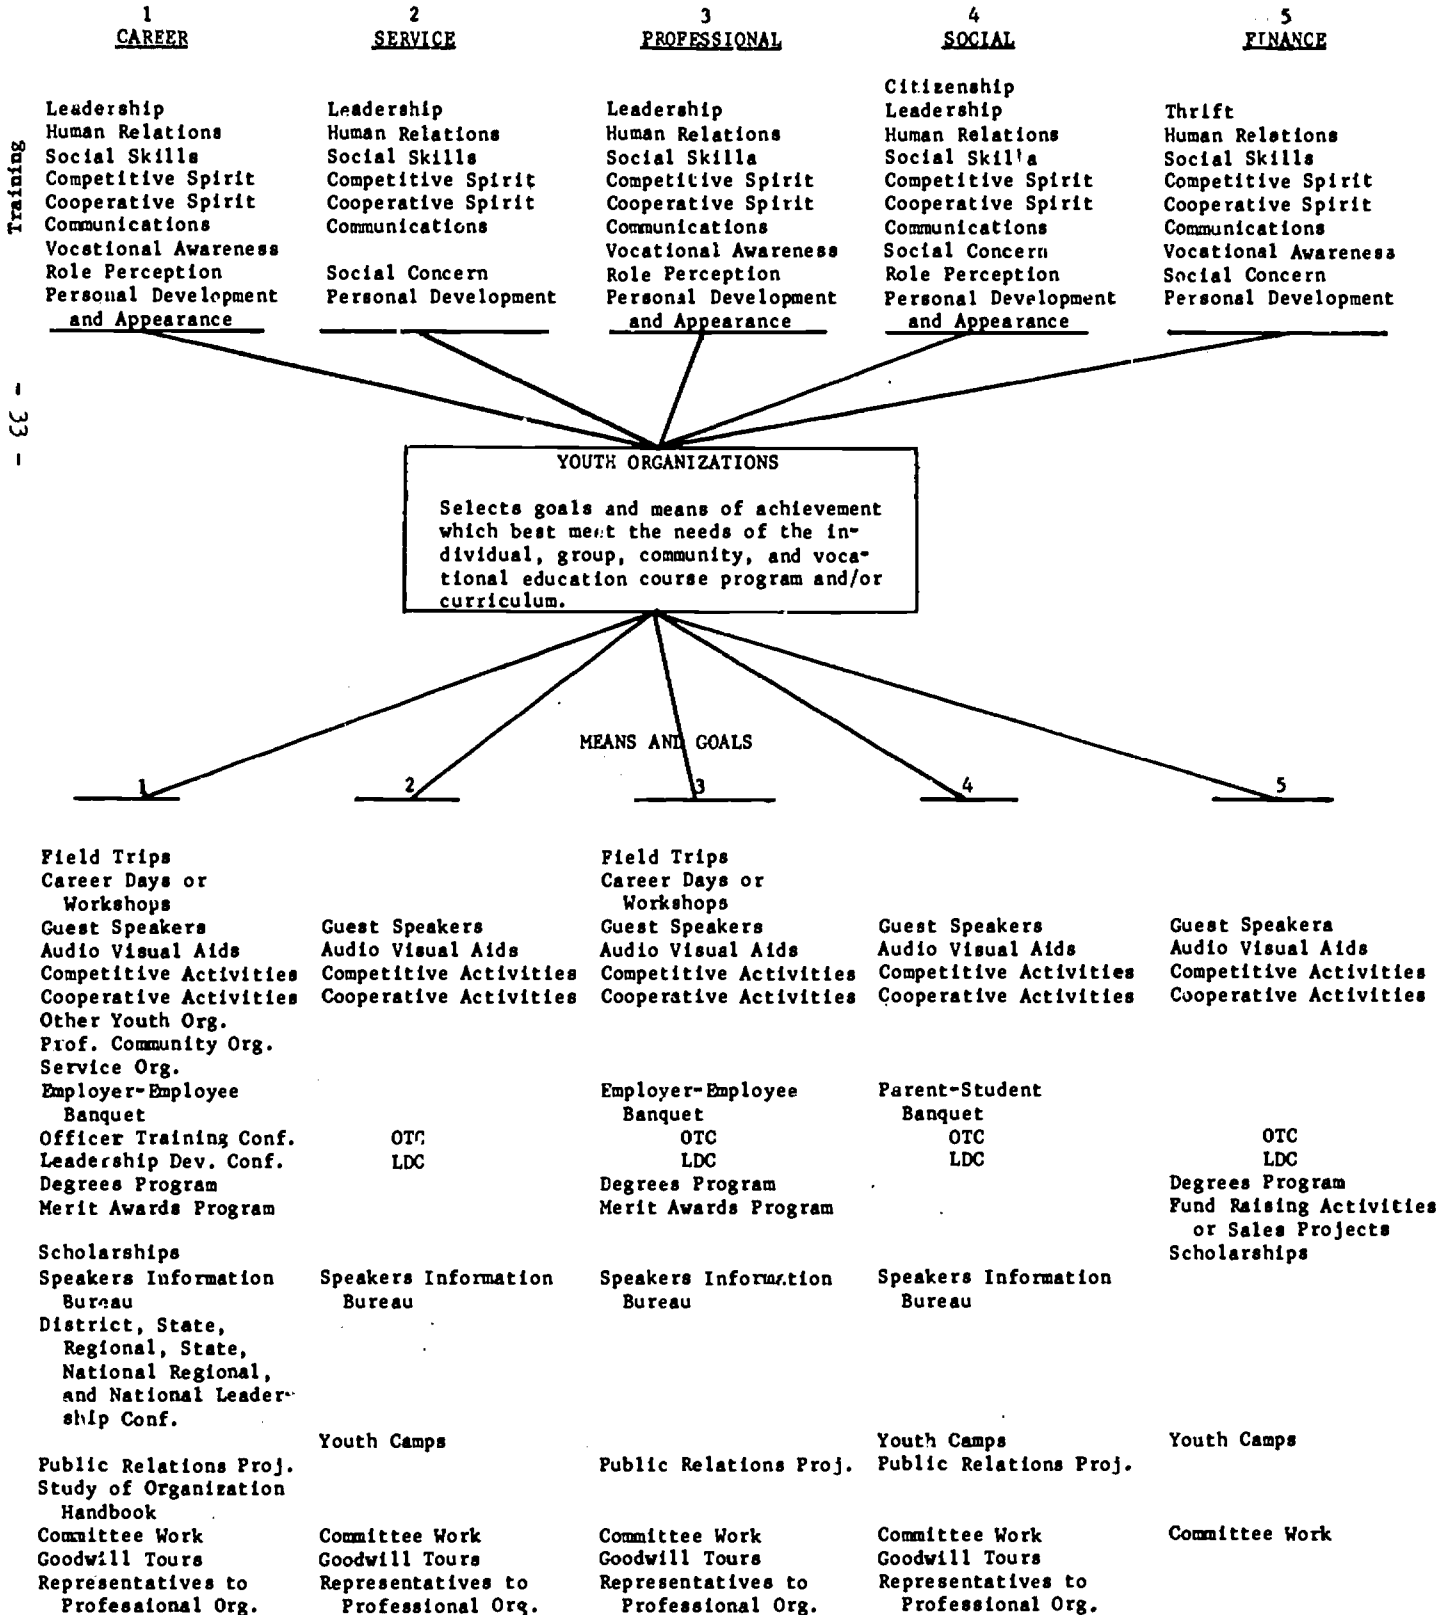 1
CAREER
Leadership
Human Relations
Social Skills
Competitive Spirit
Cooperative Spirit
Communications
Vocational Awareness
Role Perception
Personal Development
and Appearance
2
SERVICE
Leadership
Human Relations
Social Skills
Competitive Spirit
Cooperative Spirit
Communications
Social Concern
Personal Development
3
PROFESSIONAL
Leadership
Human Relations
Social Skills
Competitive Spirit
Cooperative Spirit
Communications
Vocational Awareness
Role Perception
Personal Development
and Appearance
4
SOCIAL
Citizenship
Leadership
Human Relations
Social Skills
Competitive Spirit
Cooperative Spirit
Communications
Social Concern
Role Perception
Personal Development
and Appearance
5
FINANCE
Thrift
Human Relations
Social Skills
Competitive Spirit
Cooperative Spirit
Communications
Vocational Awareness
Social Concern
Personal Development
Training
- 33 -
YOUTH ORGANIZATIONS
Selects goals and means of achievement
which best meet the needs of the in-
dividual, group, community, and voca-
tional education course program and/or
curriculum.
MEANS AND GOALS
1
Field Trips
Career Days or
Workshops
Guest Speakers
Audio Visual Aids
Competitive Activities
Cooperative Activities
Other Youth Org.
Prof. Community Org.
Service Org.
Employer-Employee
Banquet
Officer Training Conf.
Leadership Dev. Conf.
Degrees Program
Merit Awards Program
Scholarships
Speakers Information
Bureau
District, State,
Regional, State,
National Regional,
and National Leader-
ship Conf.
Public Relations Proj.
Study of Organization
Handbook
Committee Work
Goodwill Tours
Representatives to
Professional Org.
2
Guest Speakers
Audio Visual Aids
Competitive Activities
Cooperative Activities
OTC
LDC
Speakers Information
Bureau
Youth Camps
Committee Work
Goodwill Tours
Representatives to
Professional Org.
3
Field Trips
Career Days or
Workshops
Guest Speakers
Audio Visual Aids
Competitive Activities
Cooperative Activities
Employer-Employee
Banquet
OTC
LDC
Degrees Program
Merit Awards Program
Speakers Information
Bureau
Public Relations Proj.
Committee Work
Goodwill Tours
Representatives to
Professional Org.
4
Guest Speakers
Audio Visual Aids
Competitive Activities
Cooperative Activities
Parent-Student
Banquet
OTC
LDC
Speakers Information
Bureau
Youth Camps
Public Relations Proj.
Committee Work
Goodwill Tours
Representatives to
Professional Org.
5
Guest Speakers
Audio Visual Aids
Competitive Activities
Cooperative Activities
OTC
LDC
Degrees Program
Fund Raising Activities
or Sales Projects
Scholarships
Youth Camps
Committee Work